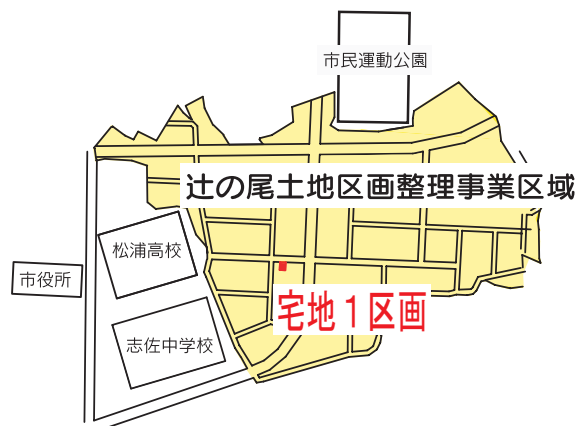 市民運動公園
辻の尾土地区画整理事業区域
松浦高校
市役所
宅地１区画
志佐中学校